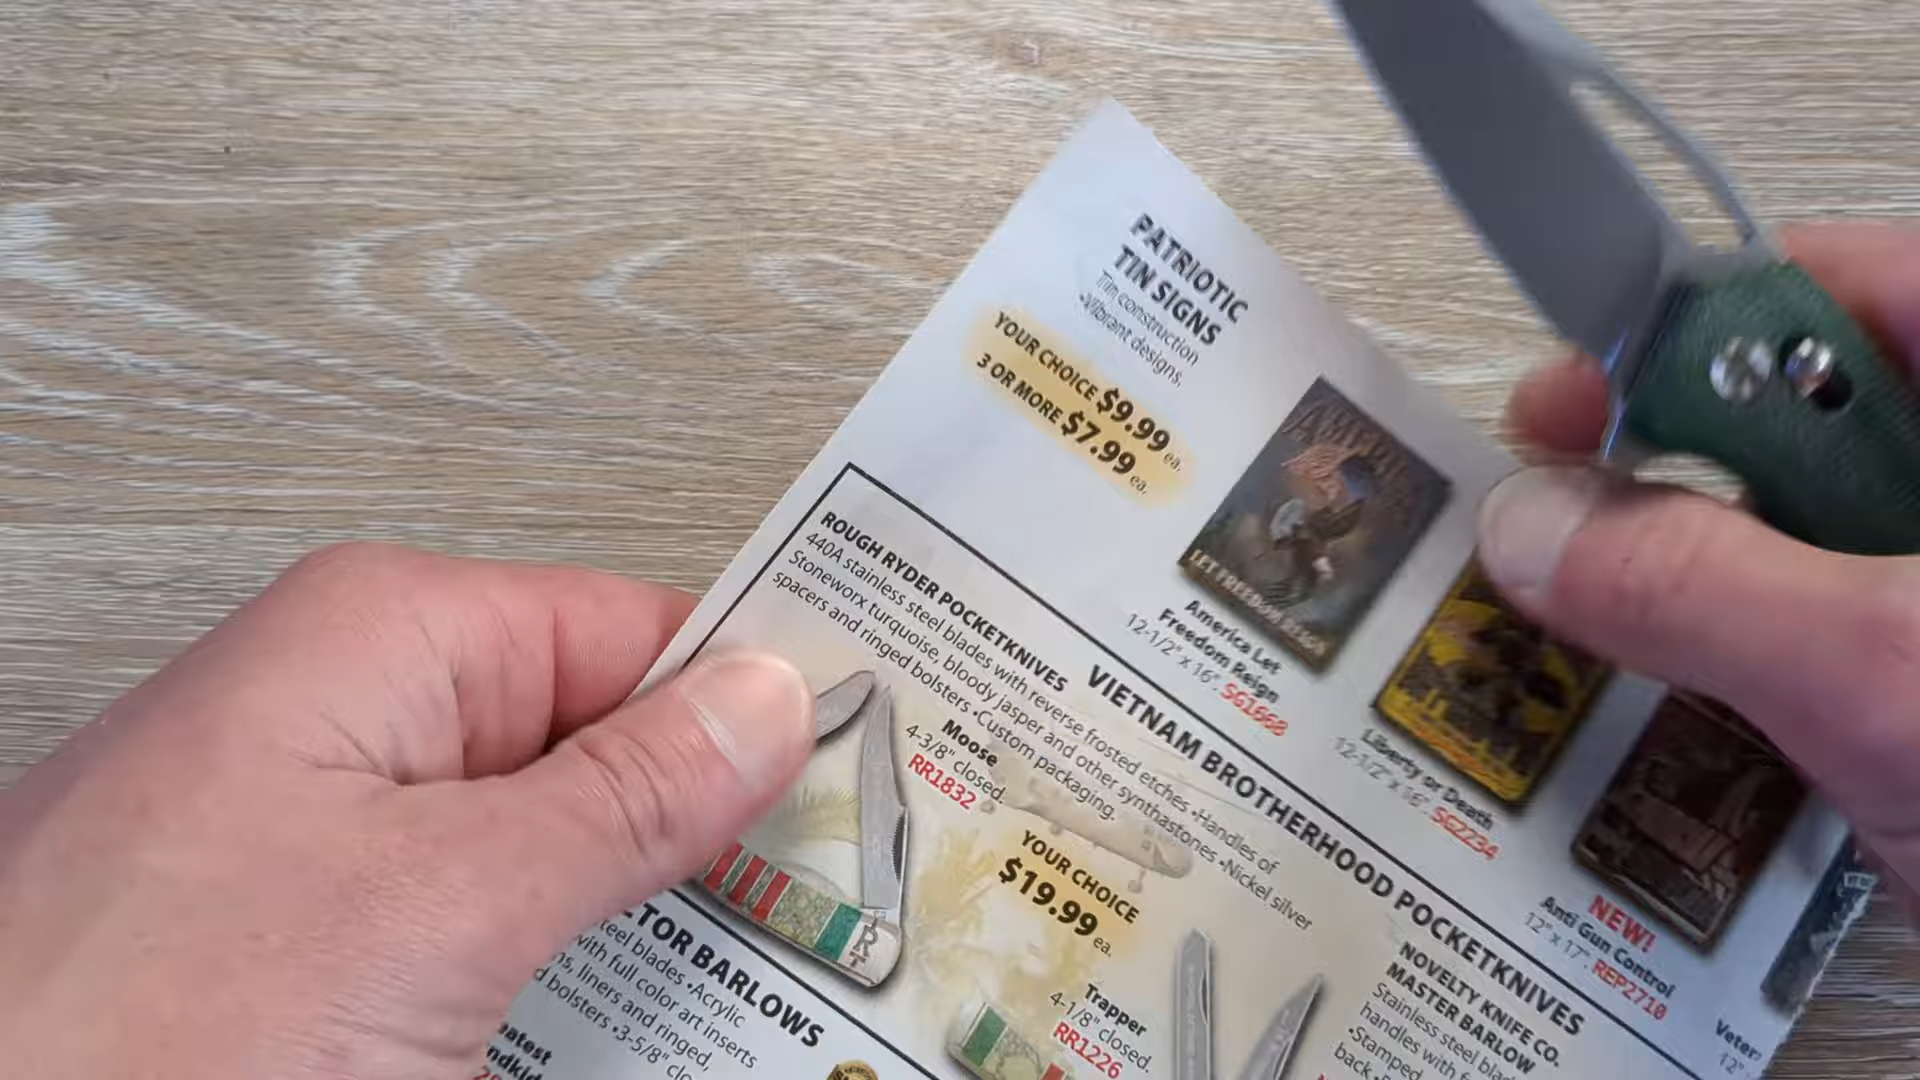 PATRIOTIC
TIN SIGNS
Tin construction
•Vibrant designs.
YOUR CHOICE $9.99 ea.
3 OR MORE $7.99 ea.
LET FREEDOM REIGN
America Let
Freedom Reign
12-1/2" x 16". SG1660
Liberty or Death
12-1/2" x 16". SG2234
NEW!
Anti Gun Control
12" x 17". REP2710
12"
VIETNAM BROTHERHOOD POCKETKNIVES
ROUGH RYDER POCKETKNIVES
440A stainless steel blades with reverse frosted etches •Handles of
Stoneworx turquoise, bloody jasper and other synthastones •Nickel silver
spacers and ringed bolsters •Custom packaging.
Moose
4-3/8" closed.
RR1832
YOUR CHOICE
$19.99 ea.
Trapper
4-1/8" closed.
RR1226
NOVELTY KNIFE CO.
MASTER BARLOW
Stainless steel
handles with
•Stamped
back
BARLOWS
blades •Acrylic
with full color art inserts
liners and ringed,
bolsters •3-5/8"